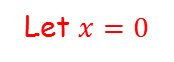 Let x = 0